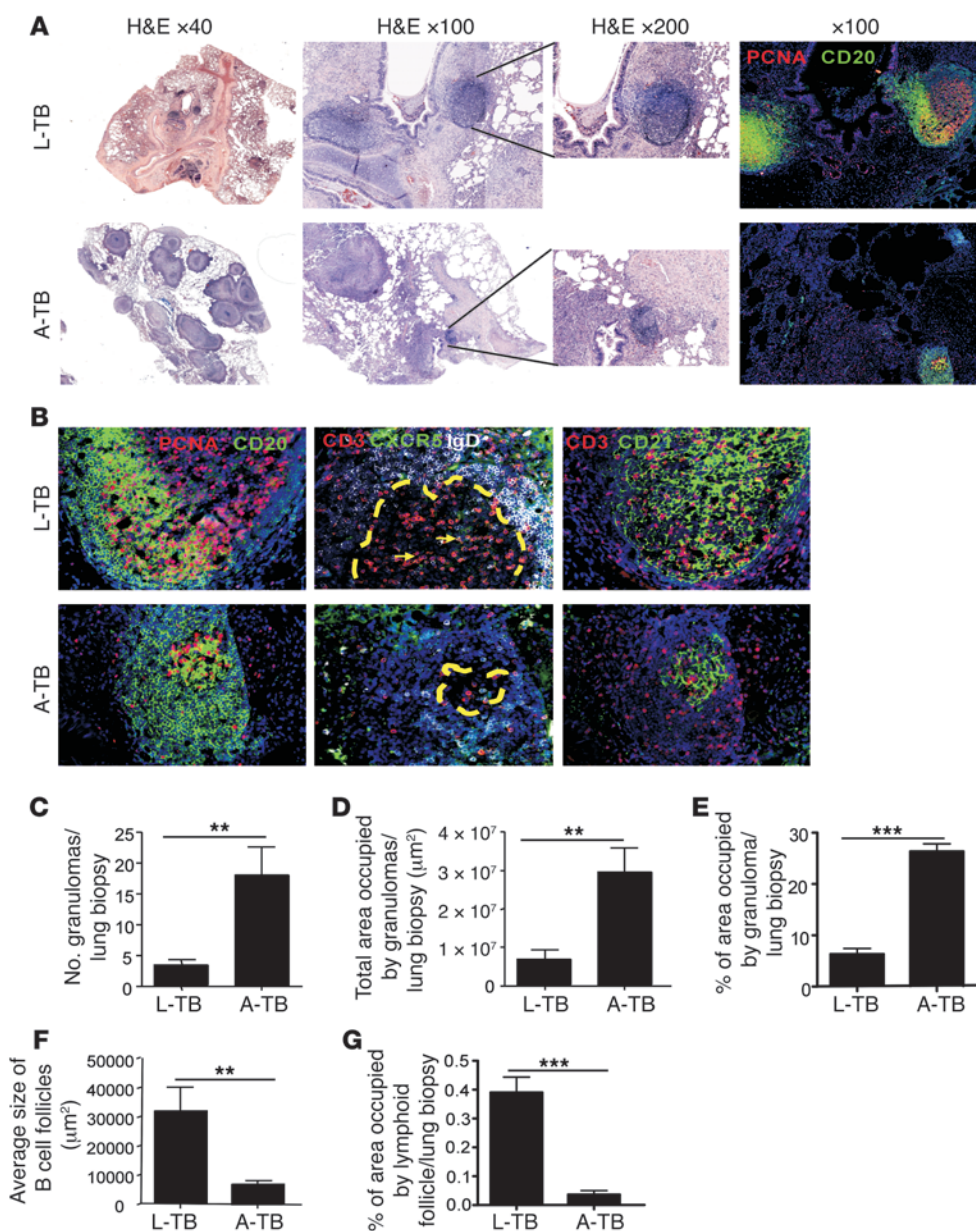 A
H&E ×40
H&E ×100
H&E ×200
×100
L-TB
PCNA CD20
A-TB
B
L-TB
PCNA CD20
CD3 CXCR5 IgD
CD3 CD21
A-TB
C
No. granulomas/
lung biopsy
25
20
15
10
5
0
**
L-TB
A-TB
D
Total area occupied
by granulomas/
lung biopsy (μm²)
4 × 10⁷
3 × 10⁷
2 × 10⁷
1 × 10⁷
0
**
L-TB
A-TB
E
% of area occupied
by granuloma/
lung biopsy
30
20
10
0
***
L-TB
A-TB
F
Average size of
B cell follicles
(μm²)
50000
40000
30000
20000
10000
0
**
L-TB
A-TB
G
% of area occupied
by lymphoid
follicle/lung biopsy
0.5
0.4
0.3
0.2
0.1
0.0
***
L-TB
A-TB